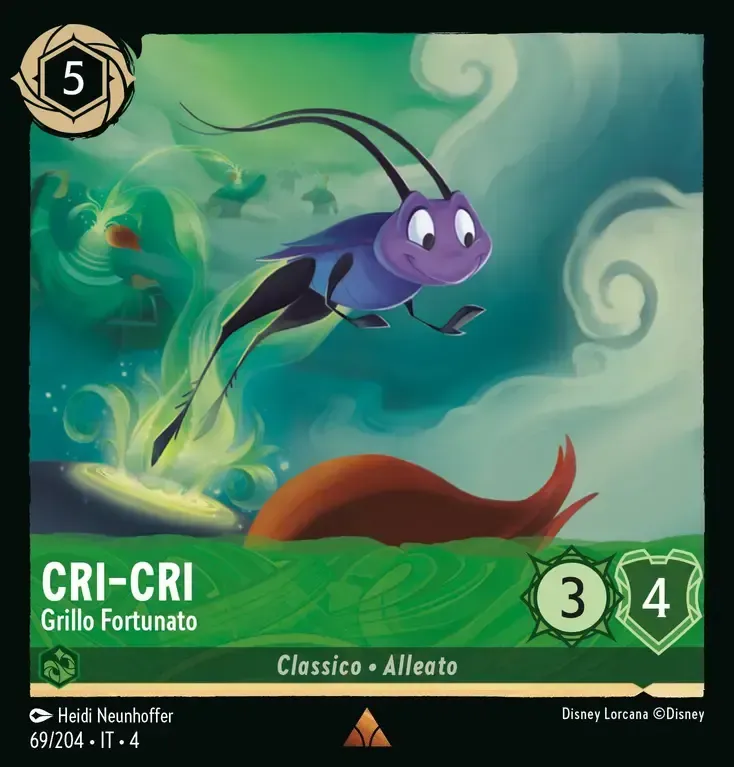 5
CRI-CRI
Grillo Fortunato
3
4
Classico • Alleato
Heidi Neunhoffer
Disney Lorcana ©Disney
69/204 • IT • 4